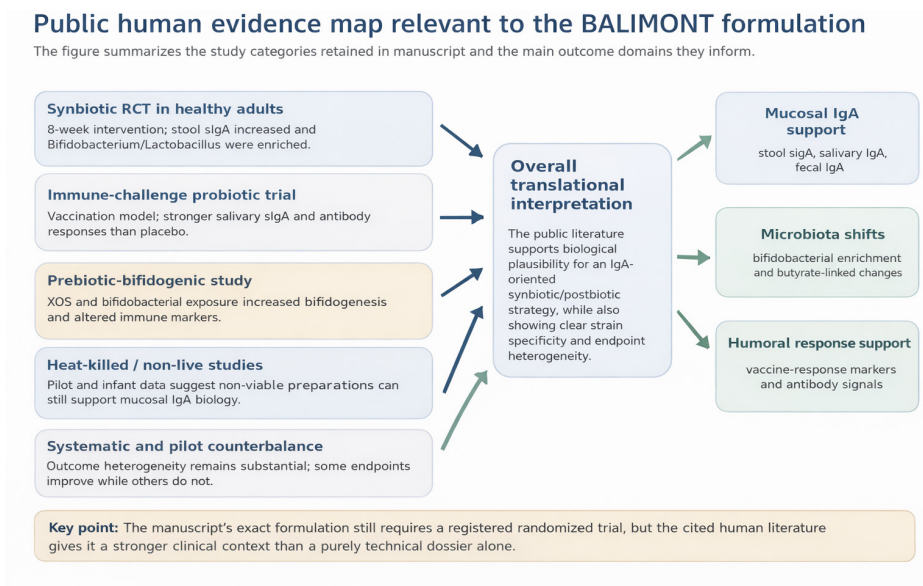 Public human evidence map relevant to the BALIMONT formulation
The figure summarizes the study categories retained in manuscript and the main outcome domains they inform.
Synbiotic RCT in healthy adults
8-week intervention; stool sIgA increased and
Bifidobacterium/Lactobacillus were enriched.
Immune-challenge probiotic trial
Vaccination model; stronger salivary sIgA and antibody
responses than placebo.
Prebiotic-bifidogenic study
XOS and bifidobacterial exposure increased bifidogenesis
and altered immune markers.
Heat-killed / non-live studies
Pilot and infant data suggest non-viable preparations can
still support mucosal IgA biology.
Systematic and pilot counterbalance
Outcome heterogeneity remains substantial; some endpoints
improve while others do not.
Overall
translational
interpretation
The public literature
supports biological
plausibility for an IgA-
oriented
synbiotic/postbiotic
strategy, while also
showing clear strain
specificity and endpoint
heterogeneity.
Mucosal IgA
support
stool sigA, salivary IgA,
fecal IgA
Microbiota shifts
bifidobacterial enrichment
and butyrate-linked changes
Humoral response support
vaccine-response markers
and antibody signals
Key point: The manuscript's exact formulation still requires a registered randomized trial, but the cited human literature
gives it a stronger clinical context than a purely technical dossier alone.